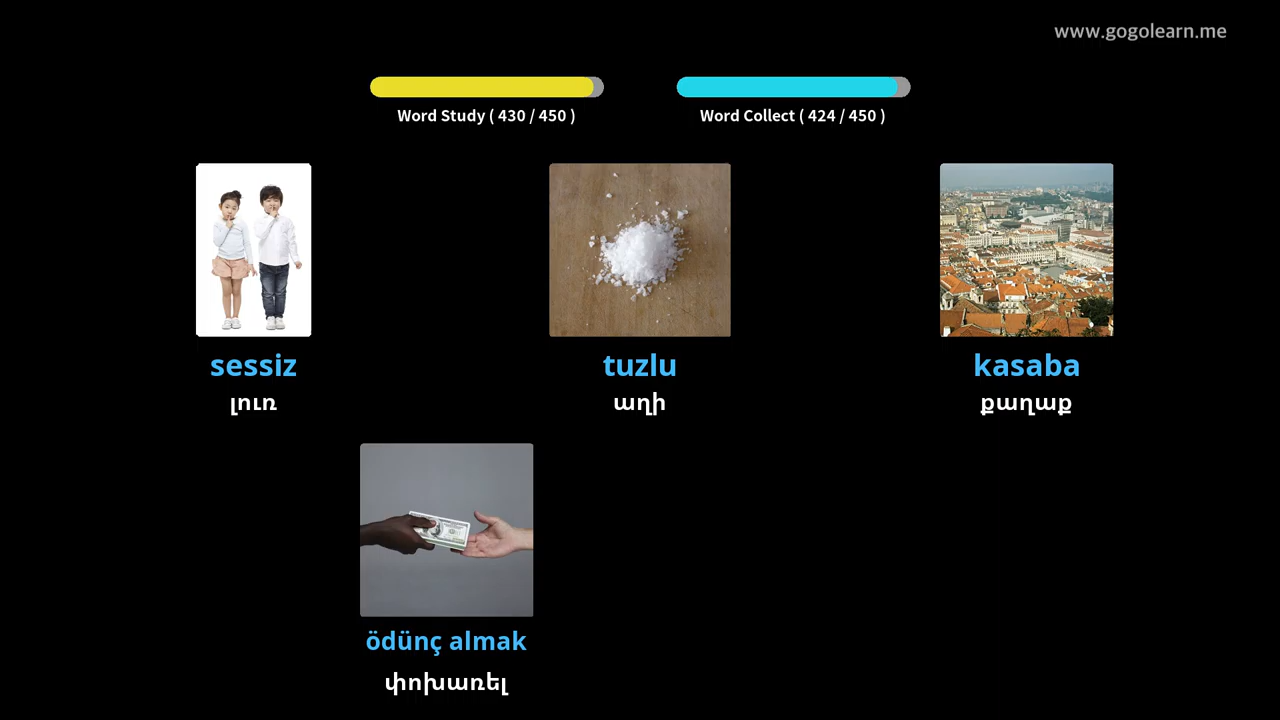 www.gogolearn.me
Word Study ( 430 / 450 )
Word Collect ( 424 / 450 )
sessiz
լուռ
tuzlu
աղի
kasaba
քաղաք
ödünç almak
փոխառել